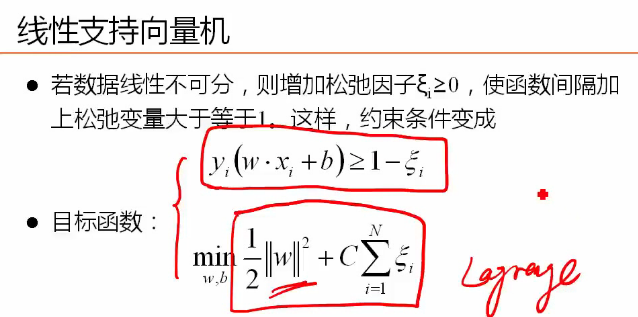 线性支持向量机
● 若数据线性不可分，则增加松弛因子ξᵢ≥0，使函数间隔加
上松弛变量大于等于1。这样，约束条件变成
yᵢ(w·xᵢ+b)≥1−ξᵢ
● 目标函数：
min_{w,b} 1/2‖w‖²+C∑_{i=1}^{N}ξᵢ
Lagrange